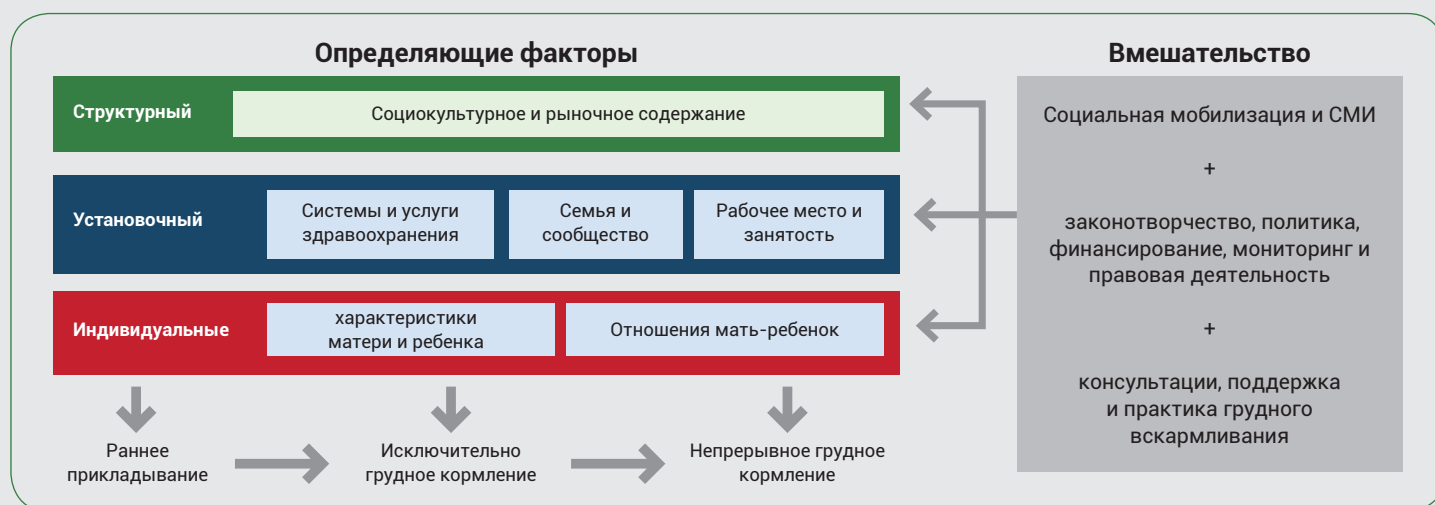 Определяющие факторы
Структурный
Социокультурное и рыночное содержание
Установочный
Системы и услуги
здравоохранения
Семья и
сообщество
Рабочее место и
занятость
Индивидуальные
характеристики
матери и ребенка
Отношения мать-ребенок
Раннее
прикладывание
Исключительно
грудное кормление
Непрерывное грудное
кормление
Вмешательство
Социальная мобилизация и СМИ
+
законотворчество, политика,
финансирование, мониторинг и
правовая деятельность
+
консультации, поддержка
и практика грудного
вскармливания